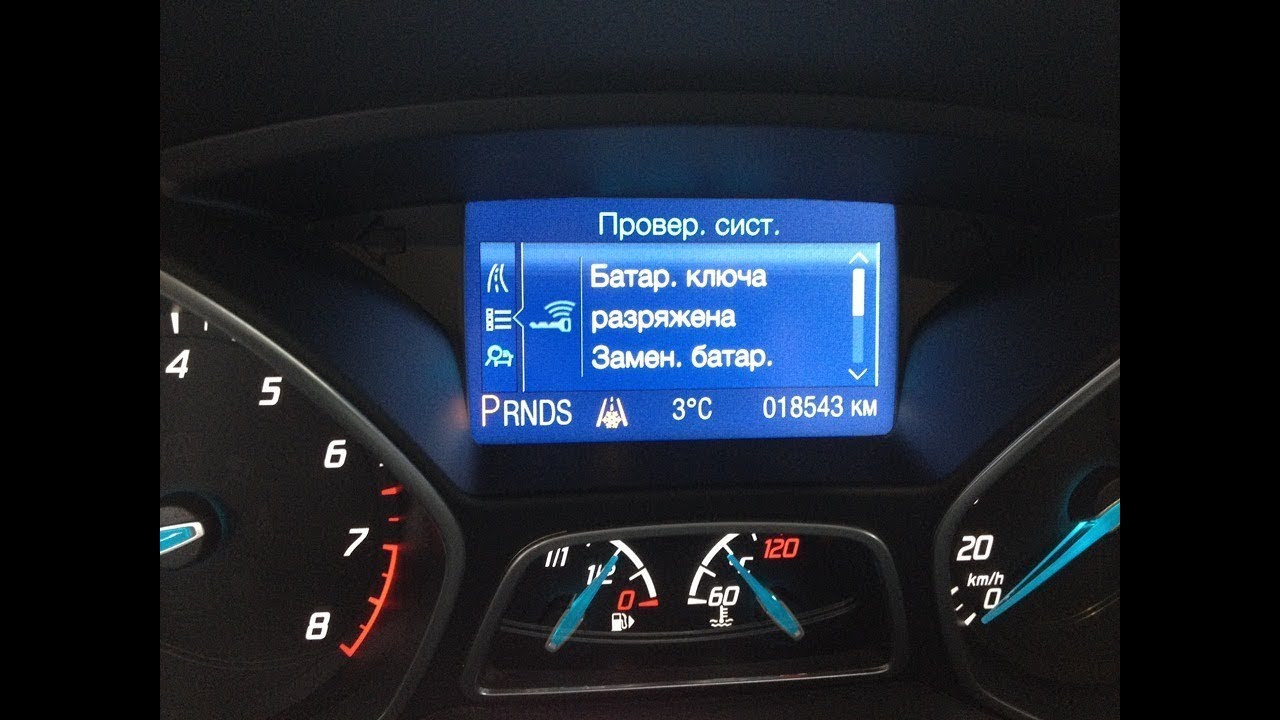 Провер. сист.
Батар. ключа
разряжена
Замен. батар.
PRNDS 3°C 018543 км
4
5
6
7
8
1/1
1/2
0
60
°C
120
20
km/h
0